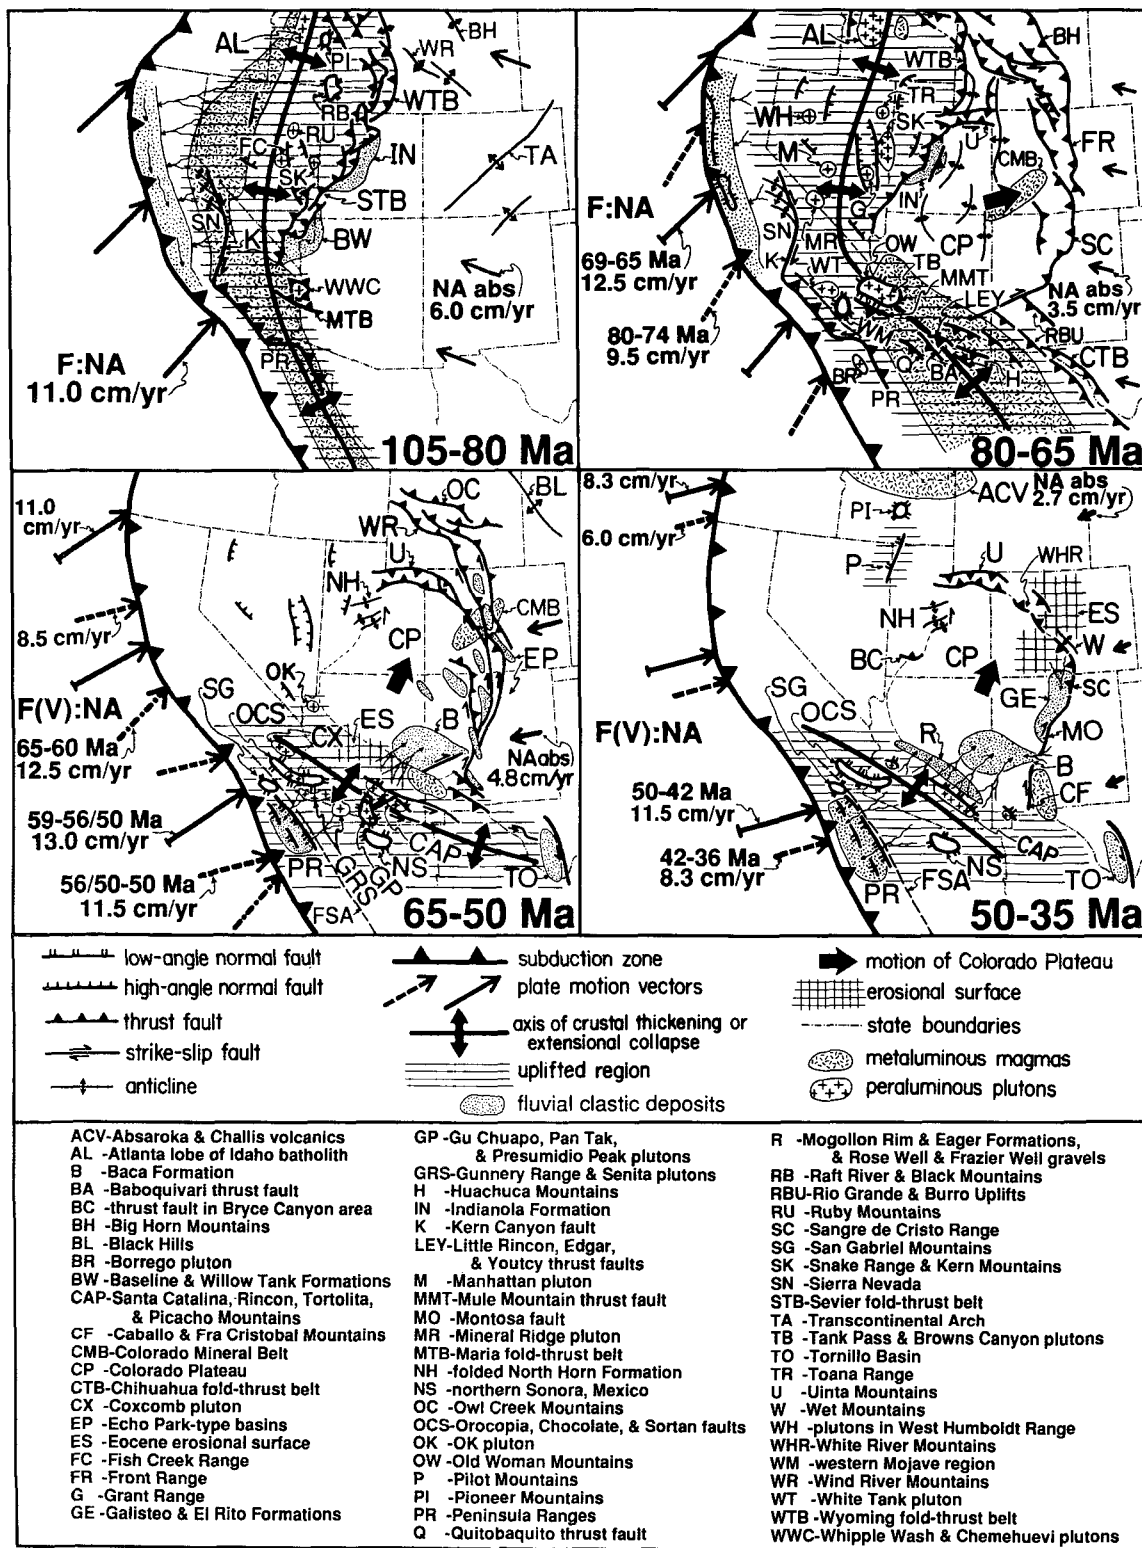 AL
PI
WR
BH
WTB
RB
RU
FC
SK
IN
TA
STB
SN
K
BW
WWC
MTB
NA abs
6.0 cm/yr
PR
F:NA
11.0 cm/yr
105-80 Ma
AL
WTB
BH
TR
WH
SK
U
FR
M
CMB
IN
G
F:NA
SN
CP
OW
MR
K
WT
TB
SC
69-65 Ma
12.5 cm/yr
MMT
NA abs
3.5 cm/yr
LEY
80-74 Ma
9.5 cm/yr
WM
RBU
CTB
Q
BA
H
BR
PR
80-65 Ma
11.0
cm/yr
OC
BL
WR
U
NH
CMB
8.5 cm/yr
CP
EP
OK
SG
ES
B
F(V):NA
OCS
CX
65-60 Ma
12.5 cm/yr
NA abs
4.8 cm/yr
59-56/50 Ma
13.0 cm/yr
CAP
PR
NS
GP
GRS
TO
56/50-50 Ma
11.5 cm/yr
FSA
65-50 Ma
8.3 cm/yr
ACV
NA abs
2.7 cm/yr
PI
6.0 cm/yr
U
WHR
P
ES
NH
W
BC
CP
SC
SG
GE
OCS
F(V):NA
R
MO
B
CF
50-42 Ma
11.5 cm/yr
CAP
42-36 Ma
8.3 cm/yr
NS
TO
PR
FSA
50-35 Ma
low-angle normal fault
high-angle normal fault
thrust fault
strike-slip fault
anticline
subduction zone
plate motion vectors
axis of crustal thickening or
extensional collapse
uplifted region
fluvial clastic deposits
motion of Colorado Plateau
erosional surface
state boundaries
metaluminous magmas
peraluminous plutons
ACV-Absaroka & Challis volcanics
AL -Atlanta lobe of Idaho batholith
B -Baca Formation
BA -Baboquivari thrust fault
BC -thrust fault in Bryce Canyon area
BH -Big Horn Mountains
BL -Black Hills
BR -Borrego pluton
BW -Baseline & Willow Tank Formations
CAP-Santa Catalina, Rincon, Tortolita,
& Picacho Mountains
CF -Caballo & Fra Cristobal Mountains
CMB-Colorado Mineral Belt
CP -Colorado Plateau
CTB-Chihuahua fold-thrust belt
CX -Coxcomb pluton
EP -Echo Park-type basins
ES -Eocene erosional surface
FC -Fish Creek Range
FR -Front Range
G -Grant Range
GE -Galisteo & El Rito Formations
GP -Gu Chuapo, Pan Tak,
& Presumidio Peak plutons
GRS-Gunnery Range & Senita plutons
H -Huachuca Mountains
IN -Indianola Formation
K -Kern Canyon fault
LEY-Little Rincon, Edgar,
& Youtcy thrust faults
M -Manhattan pluton
MMT-Mule Mountain thrust fault
MO -Montosa fault
MR -Mineral Ridge pluton
MTB-Maria fold-thrust belt
NH -folded North Horn Formation
NS -northern Sonora, Mexico
OC -Owl Creek Mountains
OCS-Orocopia, Chocolate, & Sortan faults
OK -OK pluton
OW -Old Woman Mountains
P -Pilot Mountains
PI -Pioneer Mountains
PR -Peninsula Ranges
Q -Quitobaquito thrust fault
R -Mogollon Rim & Eager Formations,
& Rose Well & Frazier Well gravels
RB -Raft River & Black Mountains
RBU-Rio Grande & Burro Uplifts
RU -Ruby Mountains
SC -Sangre de Cristo Range
SG -San Gabriel Mountains
SK -Snake Range & Kern Mountains
SN -Sierra Nevada
STB-Sevier fold-thrust belt
TA -Transcontinental Arch
TB -Tank Pass & Browns Canyon plutons
TO -Tornillo Basin
TR -Toana Range
U -Uinta Mountains
W -Wet Mountains
WH -plutons in West Humboldt Range
WHR-White River Mountains
WM -western Mojave region
WR -Wind River Mountains
WT -White Tank pluton
WTB -Wyoming fold-thrust belt
WWC-Whipple Wash & Chemehuevi plutons